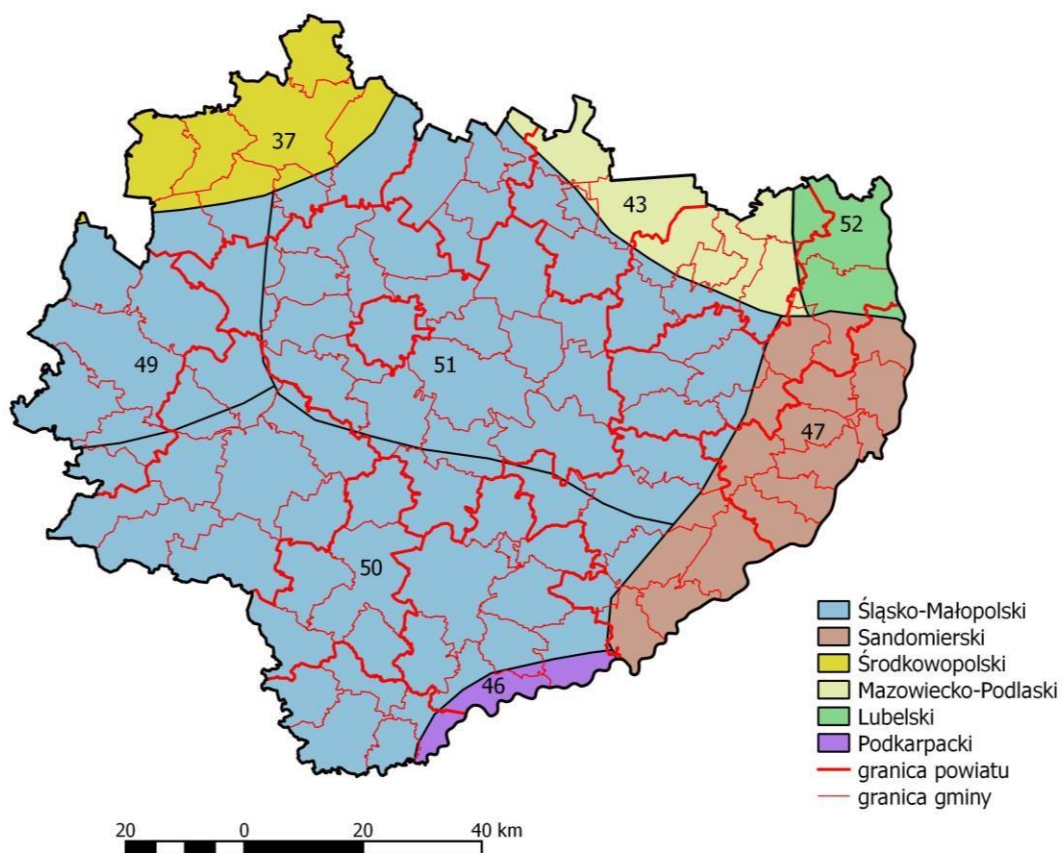 37
43
52
49
51
47
50
46
Śląsko-Małopolski
Sandomierski
Środkowopolski
Mazowiecko-Podlaski
Lubelski
Podkarpacki
granica powiatu
granica gminy
20 0 20 40 km